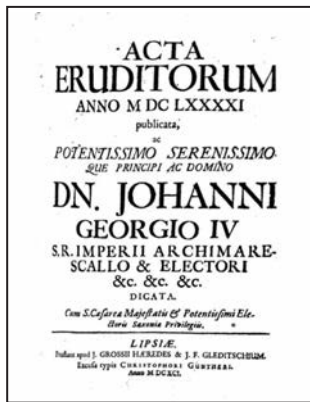 ACTA
ERUDITORUM
ANNO M DC LXXXXI
publicata,
ac
POTENTISSIMO SERENISSIMO-
QUE PRINCIPI AC DOMINO
DN. JOHANNI
GEORGIO IV
S.R. IMPERII ARCHIMARE-
SCALLO & ELECTORI
&c. &c. &c.
DICATA.
Cum S. Cæsareæ Majestatis & Potentissimi Ele-
ctoris Saxoniæ Privilegiis.
LIPSIÆ,
Prostant apud J. GROSSII HÆREDES & J. F. GLEDITSCHIUM.
Excusa typis CHRISTOPHORI GÜNTHERI.
Anno M DCXCI.